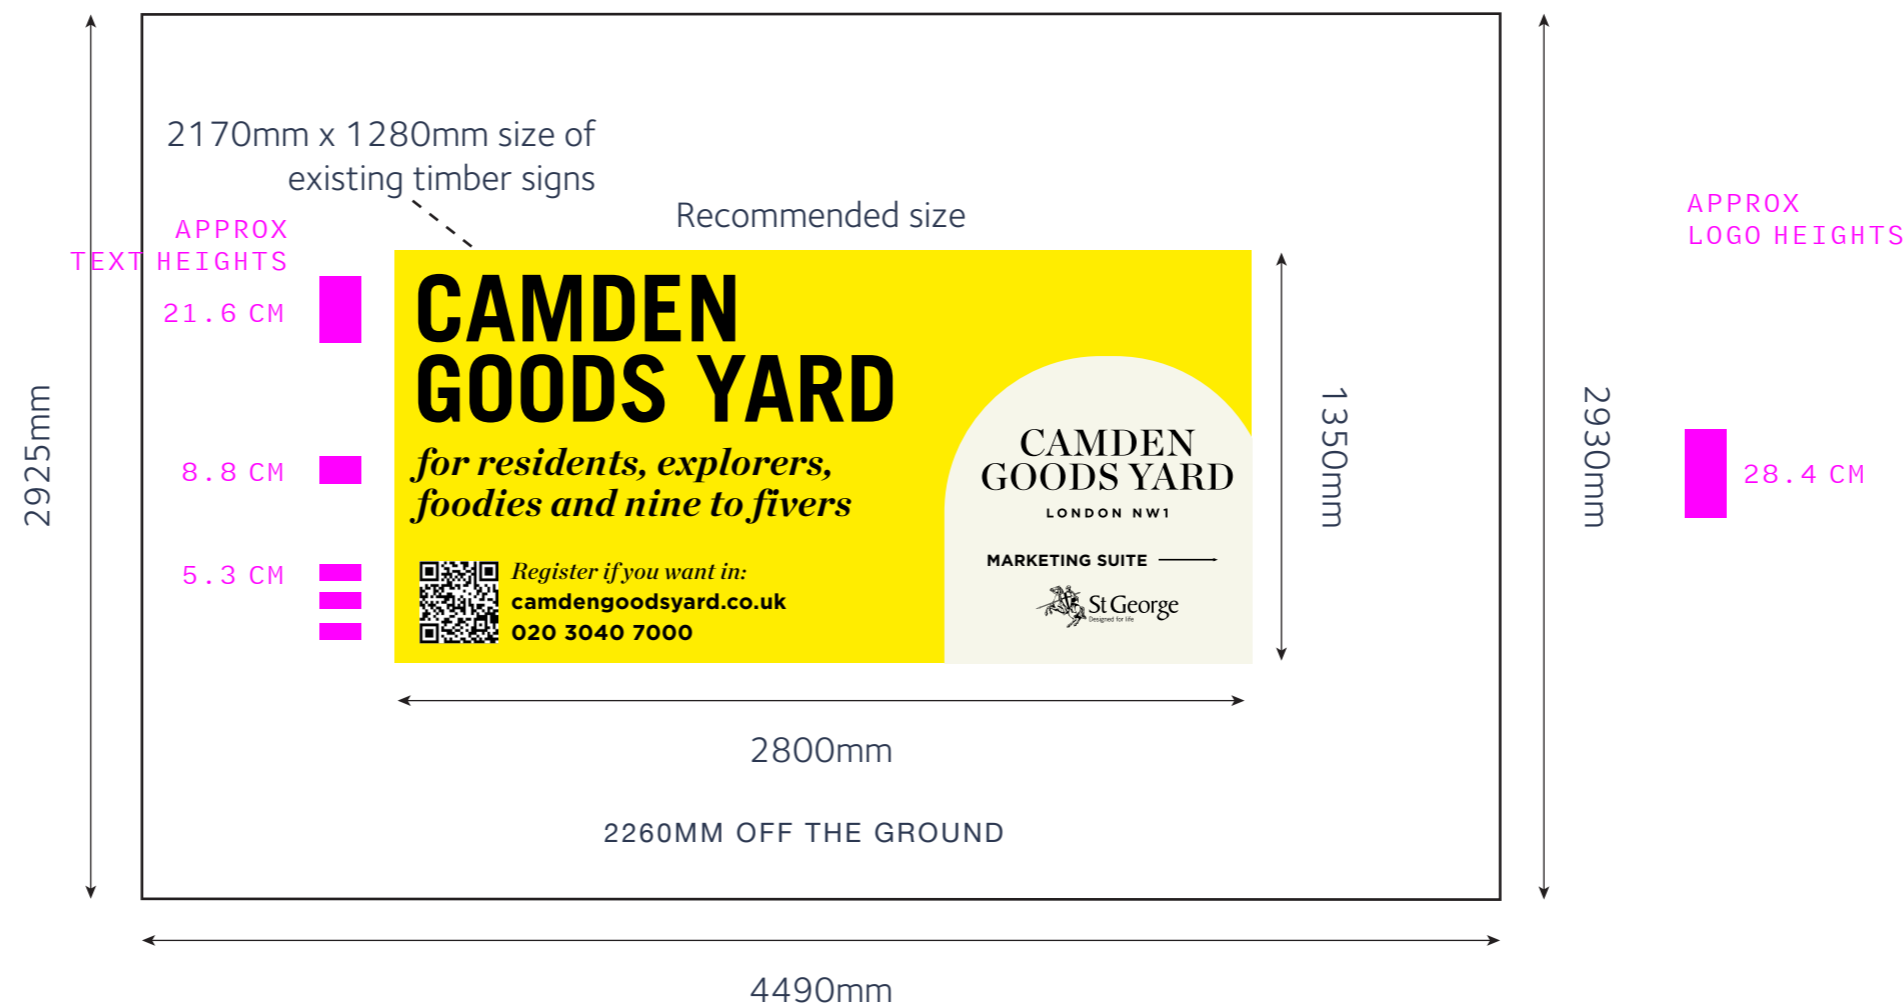 2170mm x 1280mm size of
existing timber signs
Recommended size
APPROX
TEXT HEIGHTS
21.6 CM
8.8 CM
5.3 CM
2925mm
CAMDEN
GOODS YARD
for residents, explorers,
foodies and nine to fivers
Register if you want in:
camdengoodsyard.co.uk
020 3040 7000
CAMDEN
GOODS YARD
LONDON NW1
MARKETING SUITE
St George
Designed for life
1350mm
2930mm
APPROX
LOGO HEIGHTS
28.4 CM
2800mm
2260MM OFF THE GROUND
4490mm